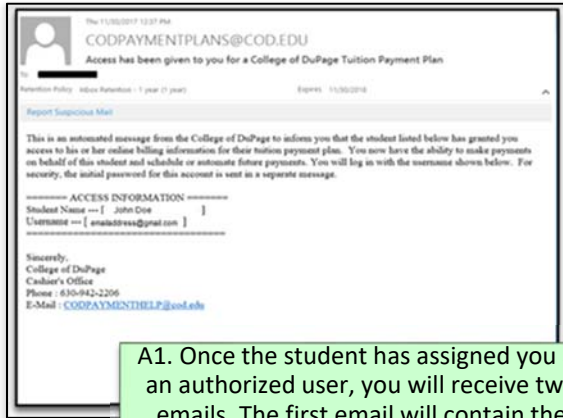 Thu 11/30/2017 12:37 PM
CODPAYMENTPLANS@COD.EDU
Access has been given to you for a College of DuPage Tuition Payment Plan
To
Retention Policy Inbox Retention - 1 year (1 year) Expires 11/30/2018
Report Suspicious Mail
This is an automated message from the College of DuPage to inform you that the student listed below has granted you
access to his or her online billing information for their tuition payment plan. You now have the ability to make payments
on behalf of this student and schedule or automate future payments. You will log in with the username shown below. For
security, the initial password for this account is sent in a separate message.
======= ACCESS INFORMATION =======
Student Name --- [ John Doe ]
Username --- [ emailaddress@gmail.com ]
Sincerely,
College of DuPage
Cashier's Office
Phone : 630-942-2206
E-Mail : CODPAYMENTHELP@cod.edu
A1. Once the student has assigned you
an authorized user, you will receive tw
emails. The first email will contain the